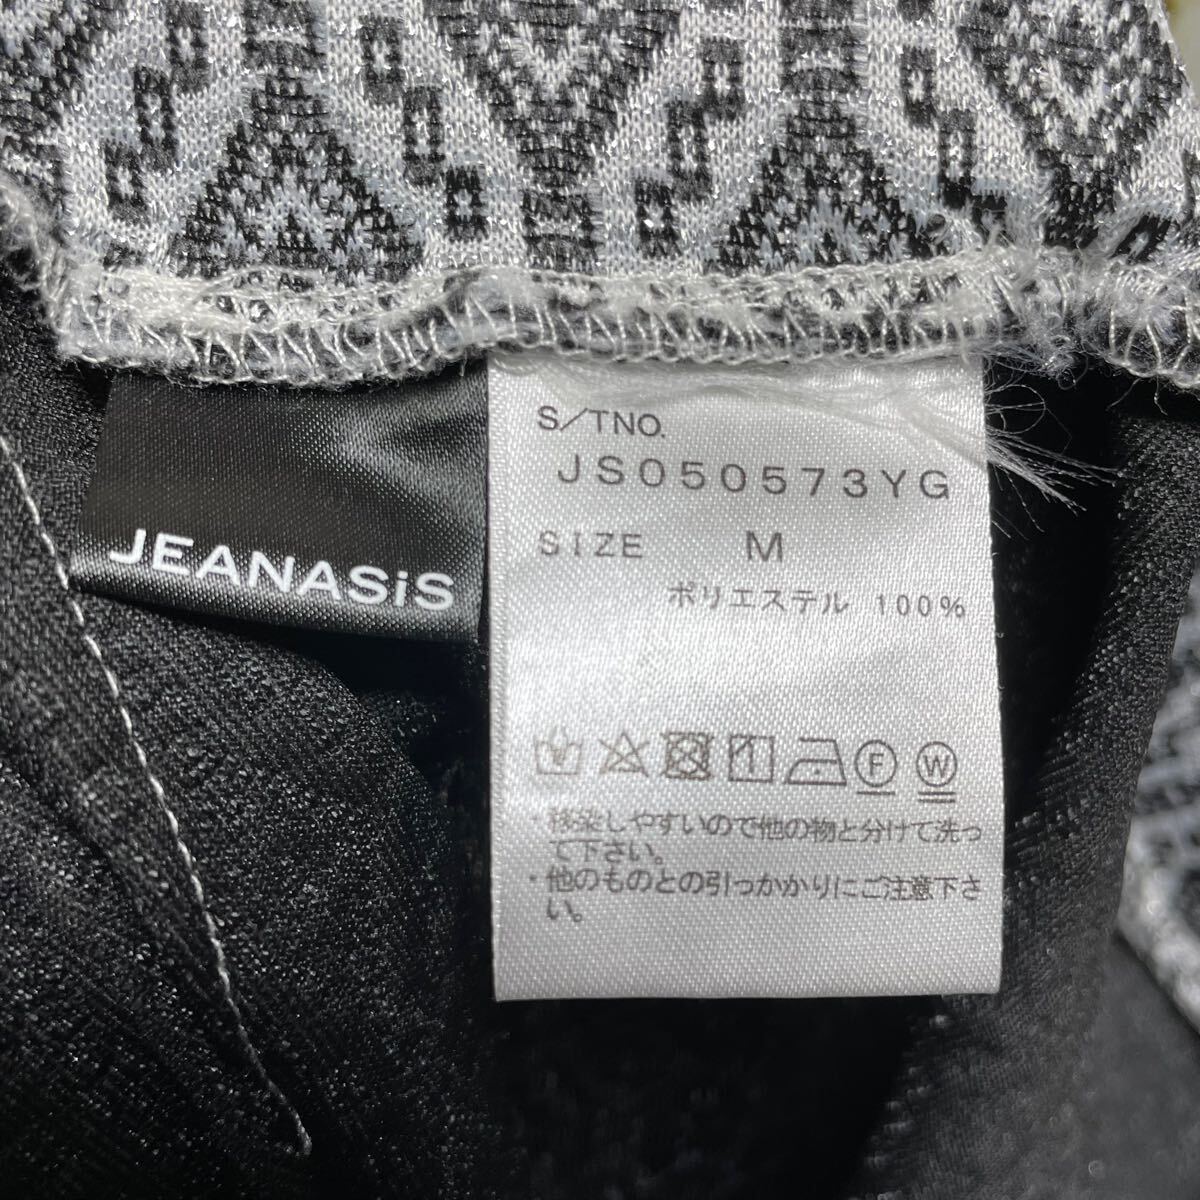 JEANASiS
S/TNO.
JS050573YG
SIZE M
ポリエステル 100%
F W
・移染しやすいので他の物と分けて洗っ
て下さい。
・他のものとの引っかかりにご注意下さ
い。